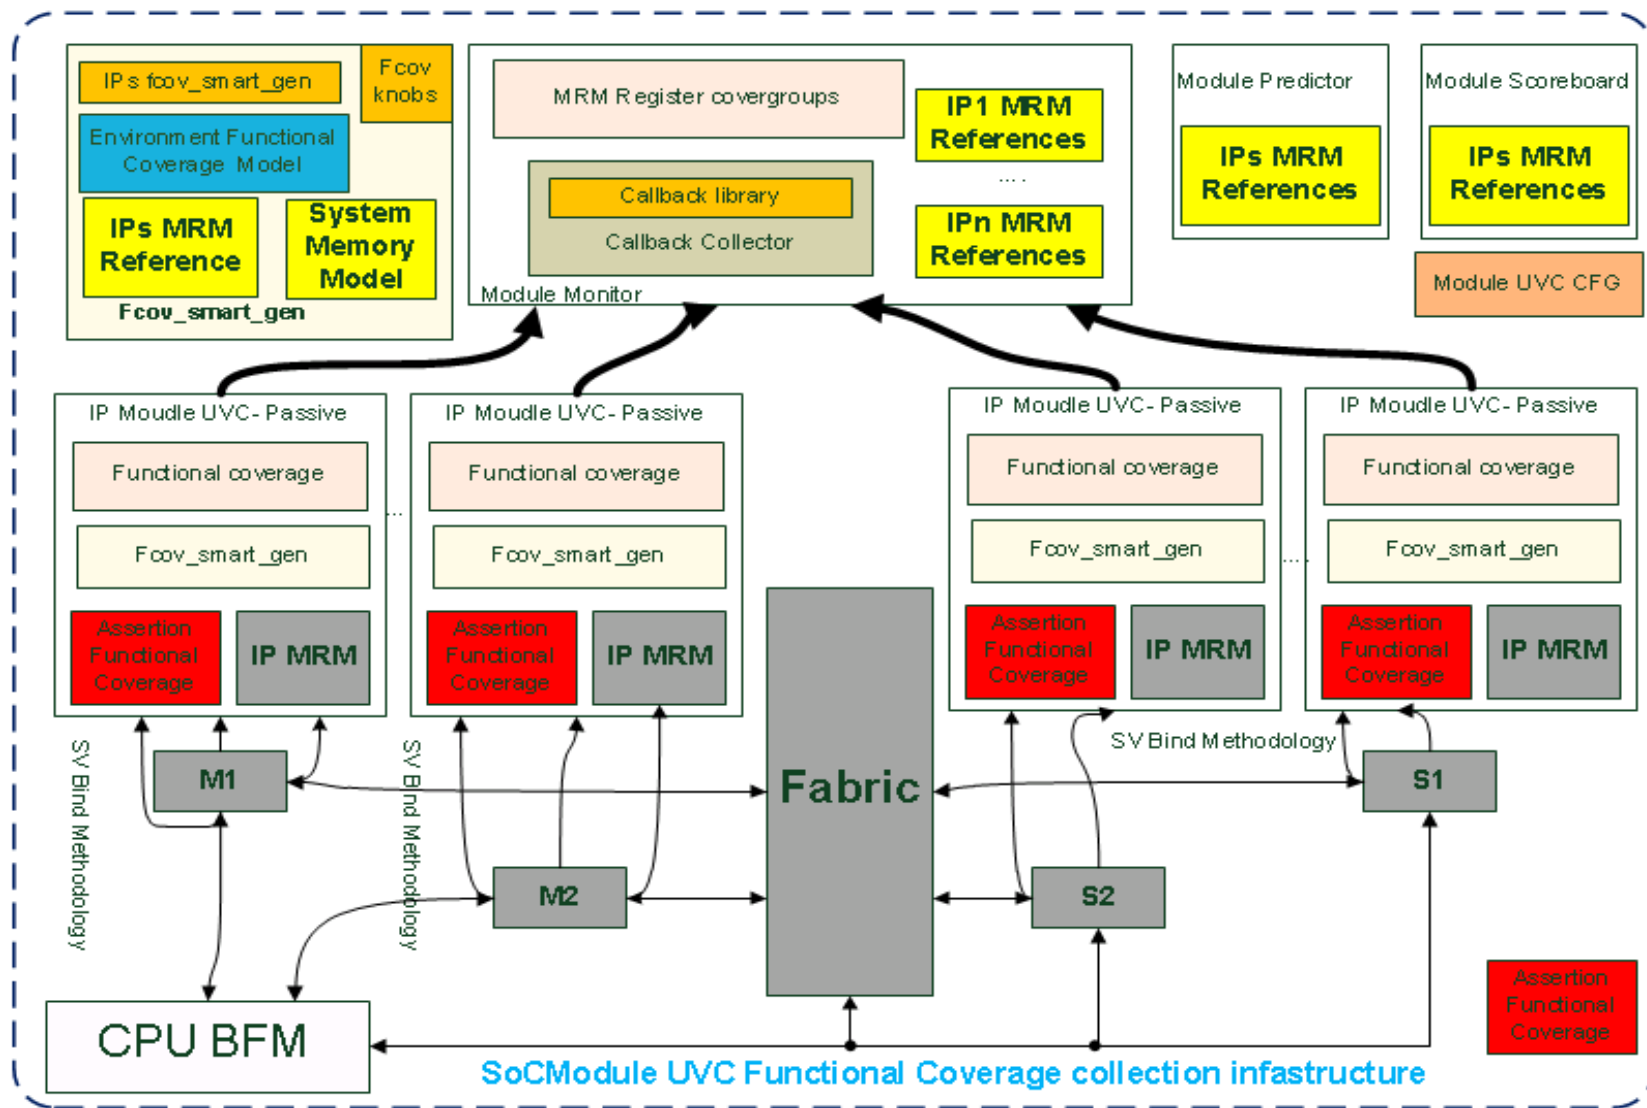 IPs fcov_smart_gen
Fcov
knobs
Environment Functional
Coverage Model
IPs MRM
Reference
System
Memory
Model
Fcov_smart_gen
MRM Register covergroups
Callback library
Callback Collector
IP1 MRM
References
....
IPn MRM
References
Module Monitor
Module Predictor
IPs MRM
References
Module Scoreboard
IPs MRM
References
Module UVC CFG
IP Moudle UVC- Passive
Functional coverage
Fcov_smart_gen
Assertion
Functional
Coverage
IP MRM
...
IP Moudle UVC- Passive
Functional coverage
Fcov_smart_gen
Assertion
Functional
Coverage
IP MRM
IP Moudle UVC- Passive
Functional coverage
Fcov_smart_gen
Assertion
Functional
Coverage
IP MRM
....
IP Moudle UVC- Passive
Functional coverage
Fcov_smart_gen
Assertion
Functional
Coverage
IP MRM
SV Bind Methodology
M1
SV Bind Methodology
M2
Fabric
SV Bind Methodology
S1
S2
CPU BFM
Assertion
Functional
Coverage
SoCModule UVC Functional Coverage collection infastructure